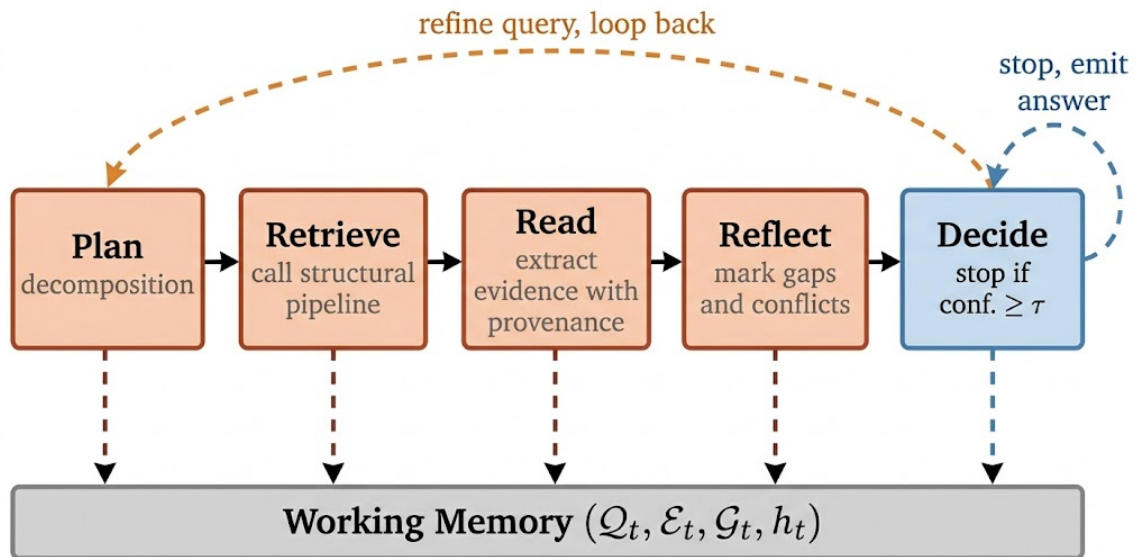 refine query, loop back
stop, emit
answer
Plan
decomposition
Retrieve
call structural
pipeline
Read
extract
evidence with
provenance
Reflect
mark gaps
and conflicts
Decide
stop if
conf. ≥ τ
Working Memory (𝒬ₜ, ℰₜ, 𝒢ₜ, hₜ)